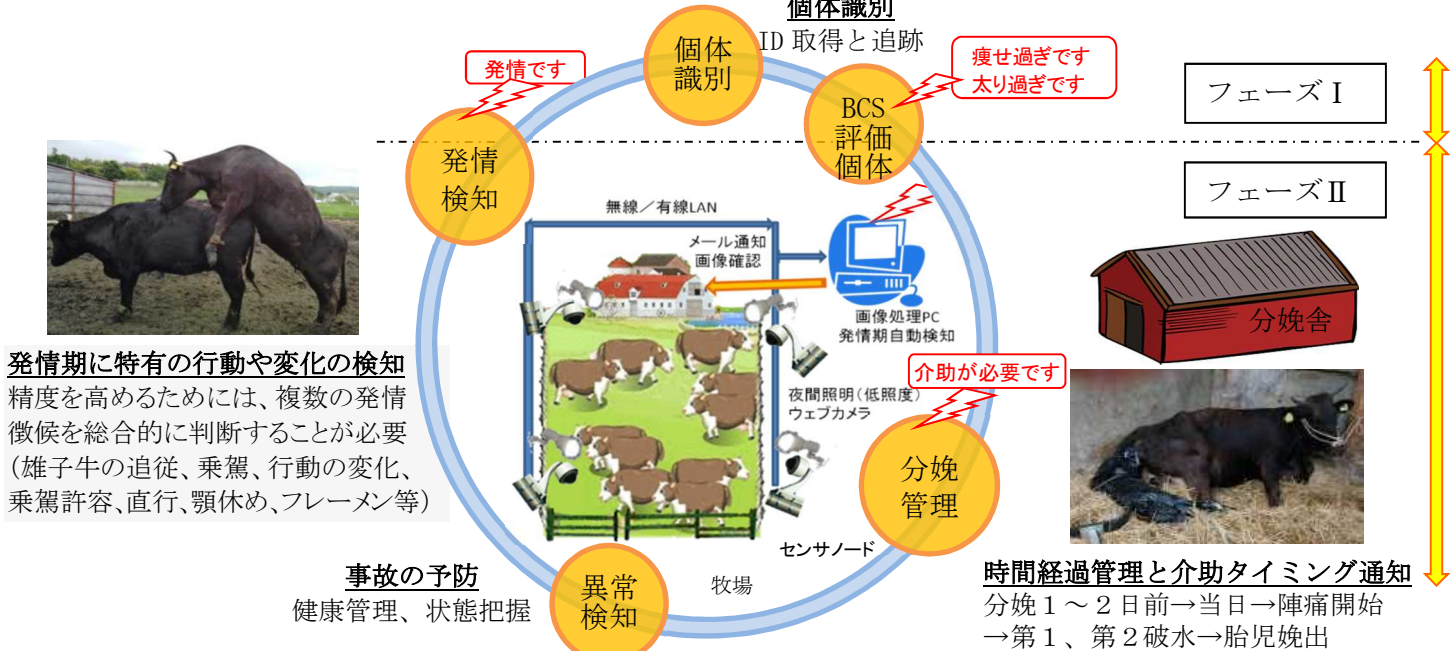 個体識別
ID 取得と追跡
個体
識別
発情です
痩せ過ぎです
太り過ぎです
フェーズⅠ
BCS
評価
個体
発情
検知
フェーズⅡ
無線／有線LAN
メール通知
画像確認
画像処理PC
発情期自動検知
分娩舎
発情期に特有の行動や変化の検知
精度を高めるためには、複数の発情
徴候を総合的に判断することが必要
(雄子牛の追従、乗駕、行動の変化、
乗駕許容、直行、顎休め、フレーメン等)
介助が必要です
夜間照明(低照度)
ウェブカメラ
分娩
管理
センサノード
牧場
事故の予防
健康管理、状態把握
異常
検知
時間経過管理と介助タイミング通知
分娩１～２日前→当日→陣痛開始
→第１、第２破水→胎児娩出